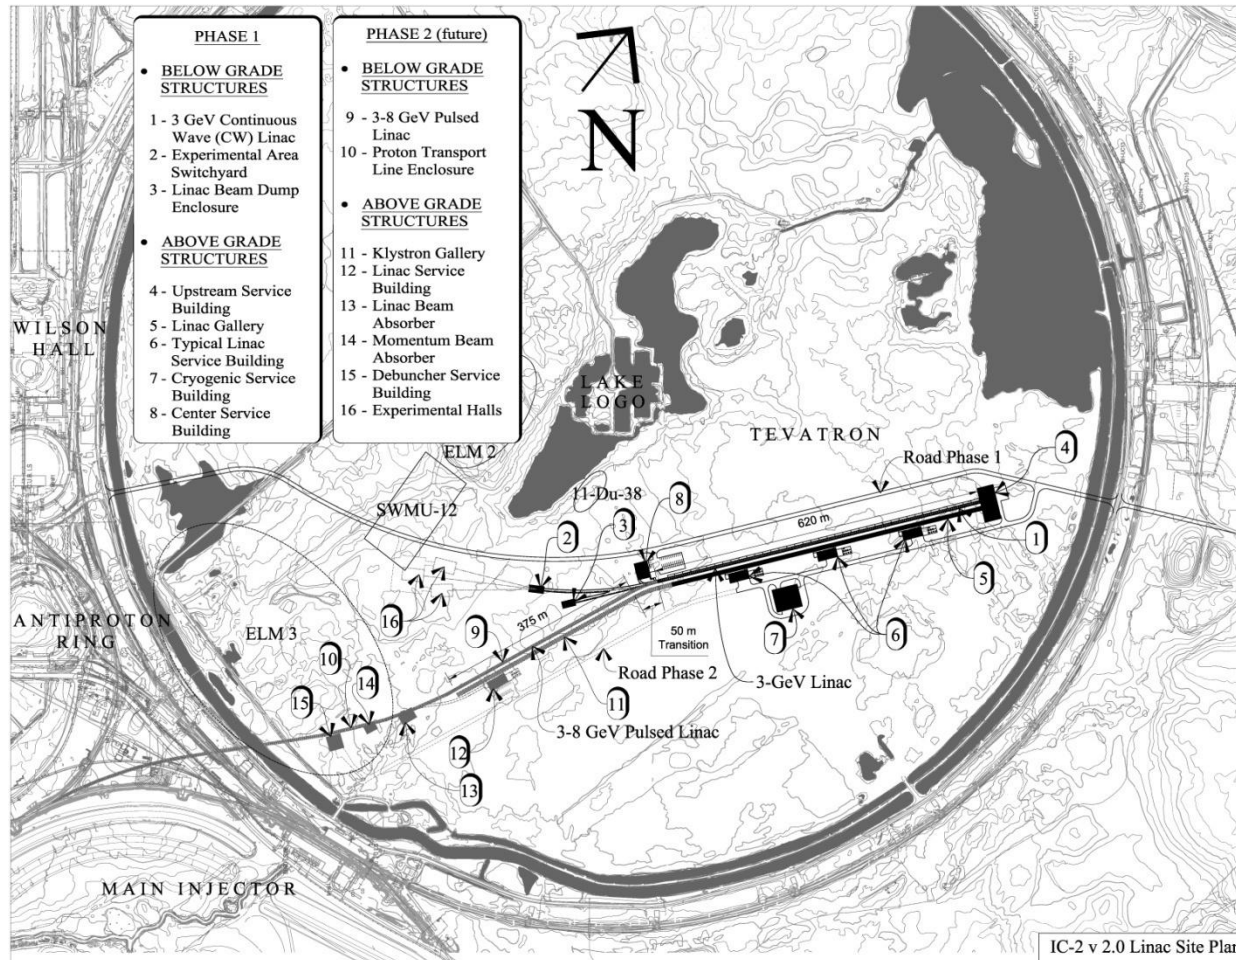 PHASE 1
• BELOW GRADE
STRUCTURES
1 - 3 GeV Continuous
Wave (CW) Linac
2 - Experimental Area
Switchyard
3 - Linac Beam Dump
Enclosure
• ABOVE GRADE
STRUCTURES
4 - Upstream Service
Building
5 - Linac Gallery
6 - Typical Linac
Service Building
7 - Cryogenic Service
Building
8 - Center Service
Building
PHASE 2 (future)
• BELOW GRADE
STRUCTURES
9 - 3-8 GeV Pulsed
Linac
10 - Proton Transport
Line Enclosure
• ABOVE GRADE
STRUCTURES
11 - Klystron Gallery
12 - Linac Service
Building
13 - Linac Beam
Absorber
14 - Momentum Beam
Absorber
15 - Debuncher Service
Building
16 - Experimental Halls
N
WILSON
HALL
LAKE
LOGO
TEVATRON
ELM 2
Road Phase 1
4
11-Du-38
SWMU-12
8
620 m
2
3
1
5
16
375 m
7
6
ANTIPROTON
RING
ELM 3
9
50 m
Transition
10
14
Road Phase 2
3-GeV Linac
15
11
3-8 GeV Pulsed Linac
12
13
MAIN INJECTOR
IC-2 v 2.0 Linac Site Plan